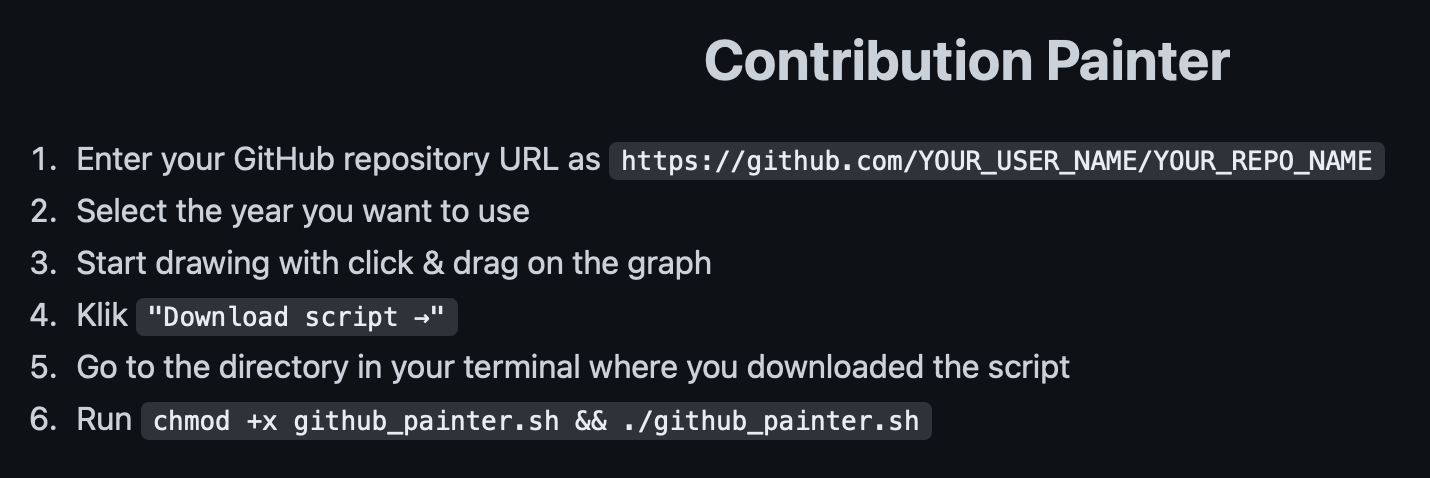 Contribution Painter
1. Enter your GitHub repository URL as https://github.com/YOUR_USER_NAME/YOUR_REPO_NAME
2. Select the year you want to use
3. Start drawing with click & drag on the graph
4. Klik "Download script →"
5. Go to the directory in your terminal where you downloaded the script
6. Run chmod +x github_painter.sh && ./github_painter.sh